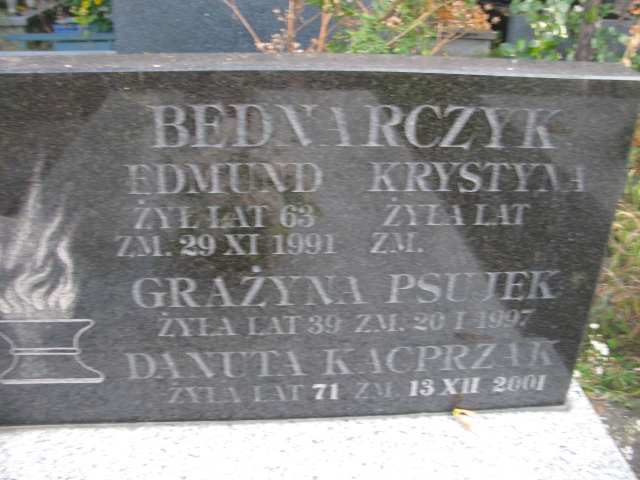 BEDNARCZYK
EDMUND KRYSTYNA
ŻYŁ LAT 63 ŻYŁA LAT
ZM. 29 XI 1991 ZM.
GRAŻYNA PSUJEK
ŻYŁA LAT 39 ZM. 20 I 1997
DANUTA KACPRZAK
ŻYŁA LAT 71 ZM. 13 XII 2001